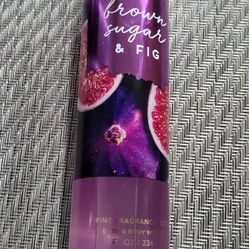 brown
sugar
& FIG
FINE FRAGRANCE
BATH & BODY WORKS